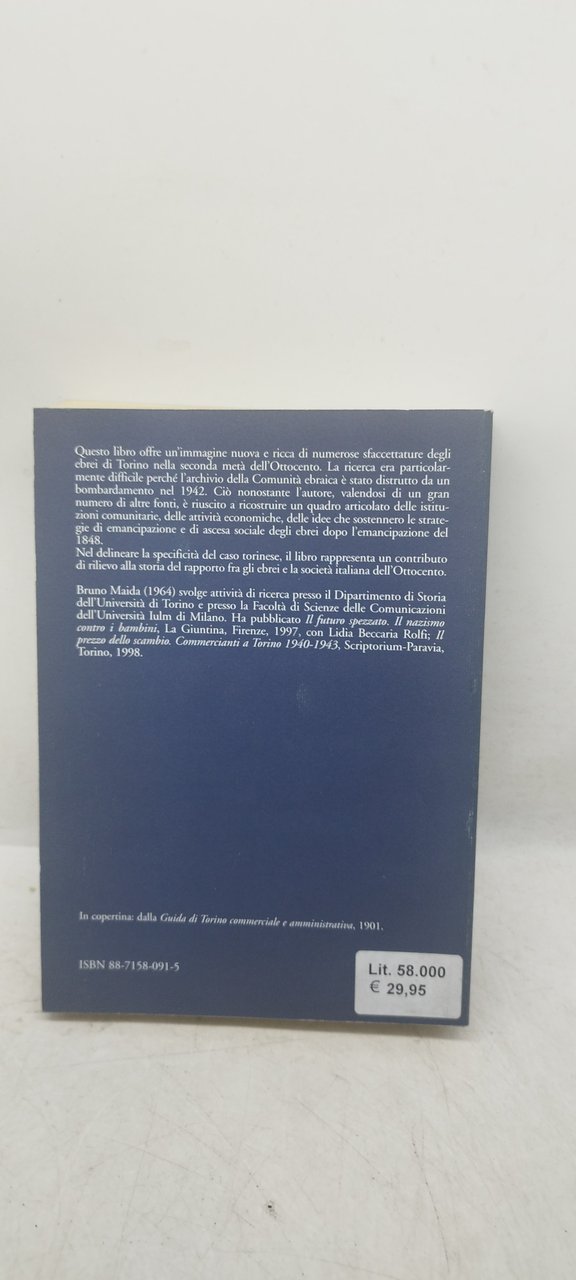 Questo libro offre un'immagine nuova e ricca di numerose sfaccettature degli
ebrei di Torino nella seconda metà dell'Ottocento. La ricerca era particolar-
mente difficile perché l'archivio della Comunità ebraica è stato distrutto da un
bombardamento nel 1942. Ciò nonostante l'autore, valendosi di un gran
numero di altre fonti, è riuscito a ricostruire un quadro articolato delle istitu-
zioni comunitarie, delle attività economiche, delle idee che sostennero le strate-
gie di emancipazione e di ascesa sociale degli ebrei dopo l'emancipazione del
1848.
Nel delineare la specificità del caso torinese, il libro rappresenta un contributo
di rilievo alla storia del rapporto fra gli ebrei e la società italiana dell'Ottocento.
Bruno Maida (1964) svolge attività di ricerca presso il Dipartimento di Storia
dell'Università di Torino e presso la Facoltà di Scienze delle Comunicazioni
dell'Università Iulm di Milano. Ha pubblicato Il futuro spezzato. Il nazismo
contro i bambini, La Giuntina, Firenze, 1997, con Lidia Beccaria Rolfi; Il
prezzo dello scambio. Commercianti a Torino 1940-1943, Scriptorium-Paravia,
Torino, 1998.
In copertina: dalla Guida di Torino commerciale e amministrativa, 1901.
ISBN 88-7158-091-5
Lit. 58.000
€ 29,95